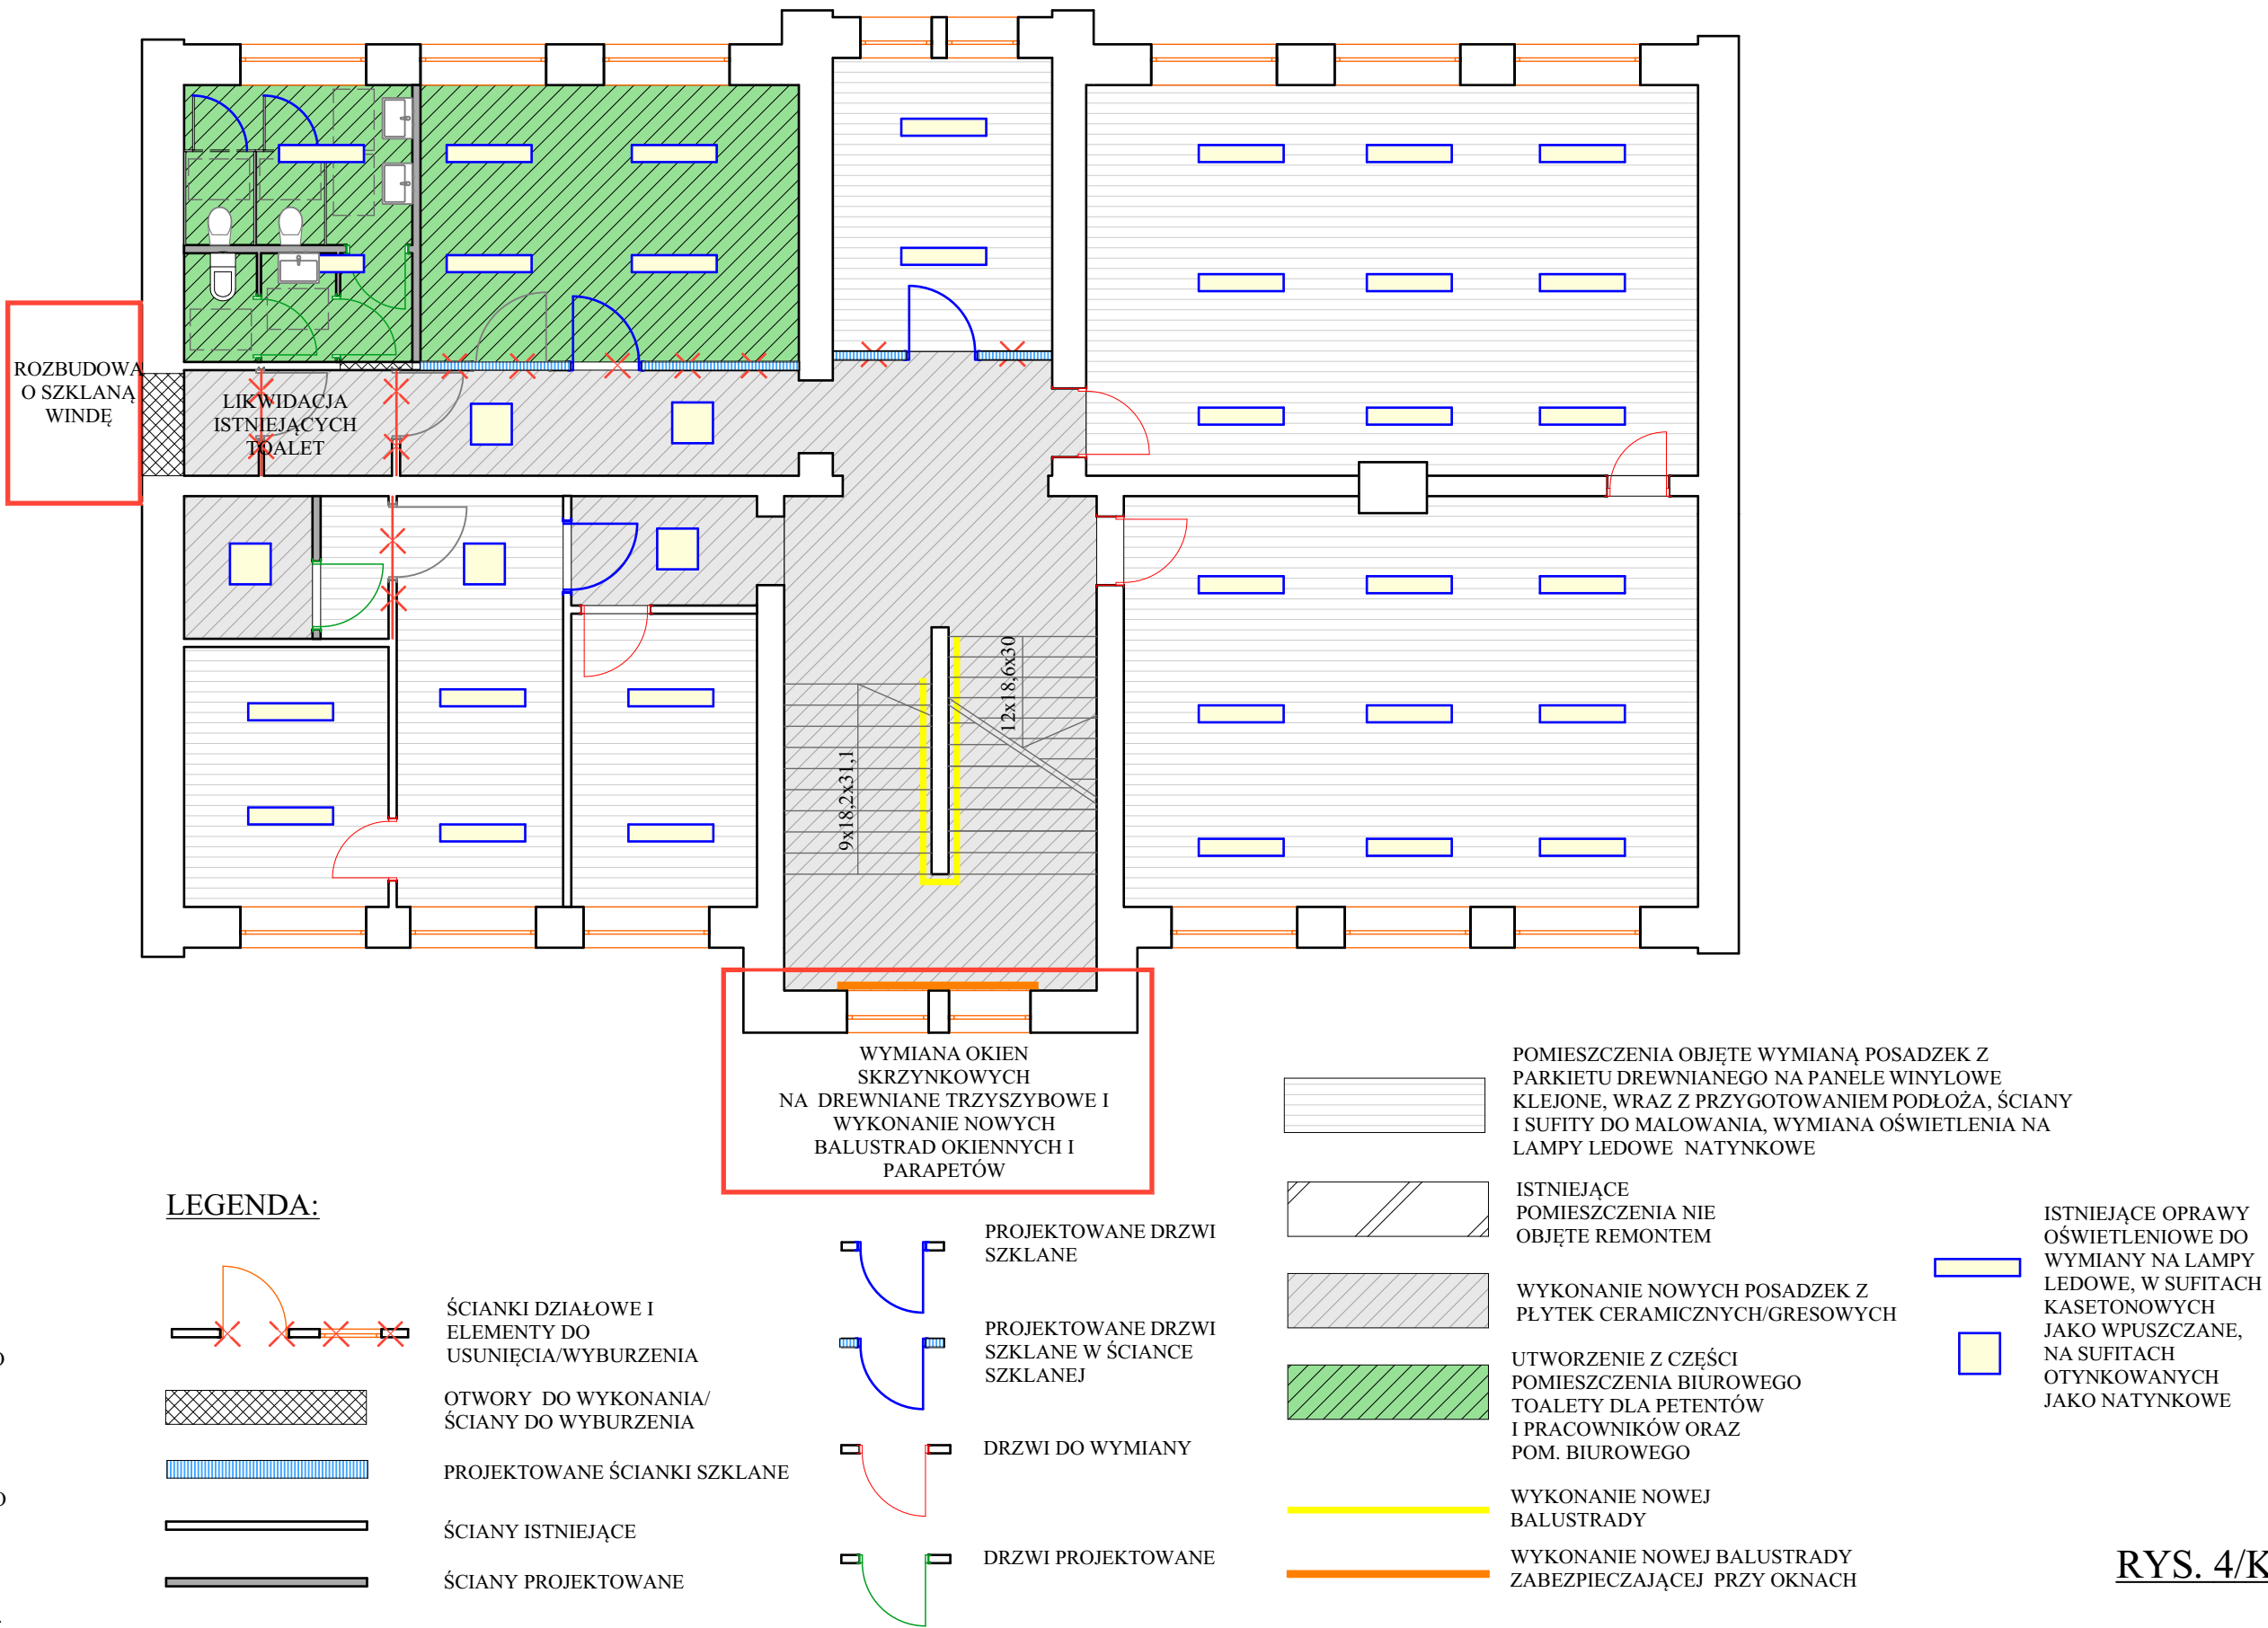 ROZBUDOWA
O SZKLANĄ
WINDĘ
LIKWIDACJA
ISTNIEJĄCYCH
TOALET
12x18,6x30
9x18,2x31,1
WYMIANA OKIEN
SKRZYNKOWYCH
NA DREWNIANE TRZYSZYBOWE I
WYKONANIE NOWYCH
BALUSTRAD OKIENNYCH I
PARAPETÓW
LEGENDA:
ŚCIANKI DZIAŁOWE I
ELEMENTY DO
USUNIĘCIA/WYBURZENIA
OTWORY DO WYKONANIA/
ŚCIANY DO WYBURZENIA
PROJEKTOWANE ŚCIANKI SZKLANE
ŚCIANY ISTNIEJĄCE
ŚCIANY PROJEKTOWANE
PROJEKTOWANE DRZWI
SZKLANE
PROJEKTOWANE DRZWI
SZKLANE W ŚCIANCE
SZKLANEJ
DRZWI DO WYMIANY
DRZWI PROJEKTOWANE
POMIESZCZENIA OBJĘTE WYMIANĄ POSADZEK Z
PARKIETU DREWNIANEGO NA PANELE WINYLOWE
KLEJONE, WRAZ Z PRZYGOTOWANIEM PODŁOŻA, ŚCIANY
I SUFITY DO MALOWANIA, WYMIANA OŚWIETLENIA NA
LAMPY LEDOWE NATYNKOWE
ISTNIEJĄCE
POMIESZCZENIA NIE
OBJĘTE REMONTEM
WYKONANIE NOWYCH POSADZEK Z
PŁYTEK CERAMICZNYCH/GRESOWYCH
UTWORZENIE Z CZĘŚCI
POMIESZCZENIA BIUROWEGO
TOALETY DLA PETENTÓW
I PRACOWNIKÓW ORAZ
POM. BIUROWEGO
WYKONANIE NOWEJ
BALUSTRADY
WYKONANIE NOWEJ BALUSTRADY
ZABEZPIECZAJĄCEJ PRZY OKNACH
ISTNIEJĄCE OPRAWY
OŚWIETLENIOWE DO
WYMIANY NA LAMPY
LEDOWE, W SUFITACH
KASETONOWYCH
JAKO WPUSZCZANE,
NA SUFITACH
OTYNKOWANYCH
JAKO NATYNKOWE
RYS. 4/K